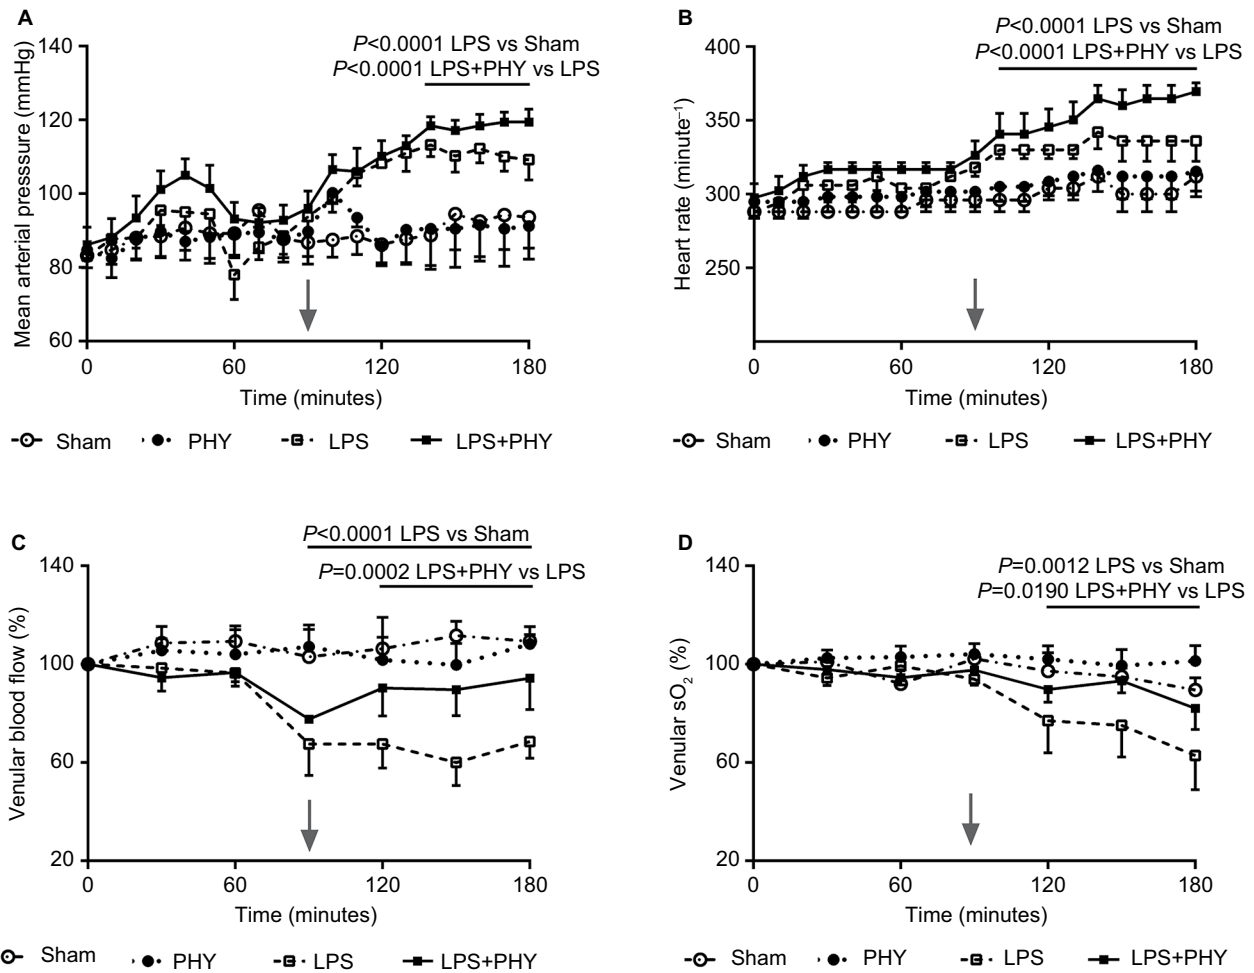 A
P<0.0001 LPS vs Sham
P<0.0001 LPS+PHY vs LPS
Mean arterial pressure (mmHg)
140
120
100
80
60
0
60
120
180
Time (minutes)
Sham
PHY
LPS
LPS+PHY
B
P<0.0001 LPS vs Sham
P<0.0001 LPS+PHY vs LPS
Heart rate (minute⁻¹)
400
350
300
250
0
60
120
180
Time (minutes)
Sham
PHY
LPS
LPS+PHY
C
P<0.0001 LPS vs Sham
P=0.0002 LPS+PHY vs LPS
Venular blood flow (%)
140
100
60
20
0
60
120
180
Time (minutes)
Sham
PHY
LPS
LPS+PHY
D
P=0.0012 LPS vs Sham
P=0.0190 LPS+PHY vs LPS
Venular sO₂ (%)
140
100
60
20
0
60
120
180
Time (minutes)
Sham
PHY
LPS
LPS+PHY